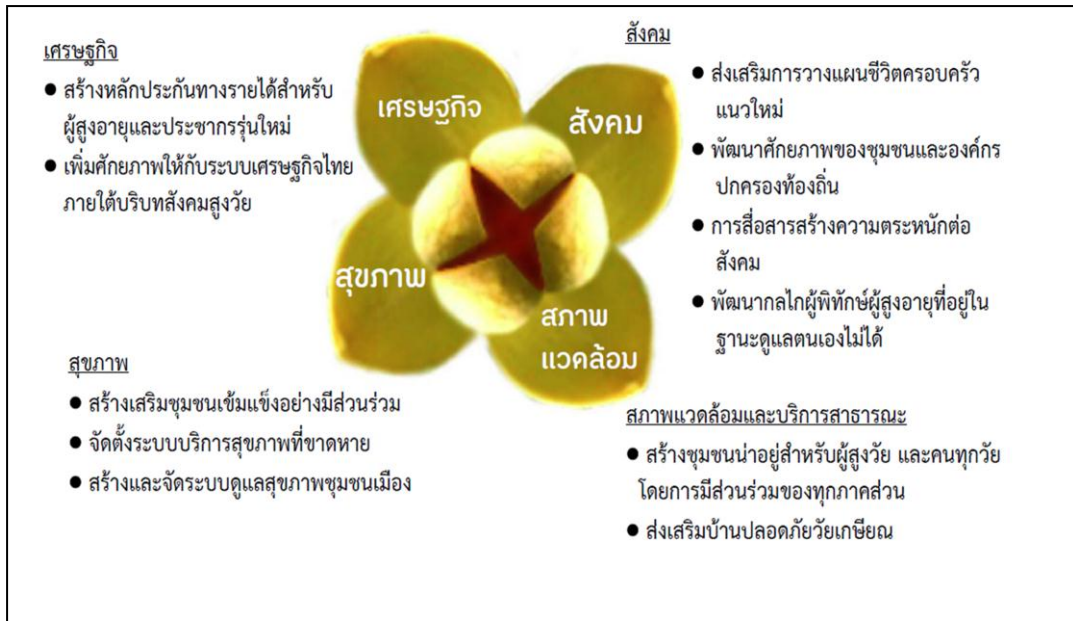 เศรษฐกิจ
● สร้างหลักประกันทางรายได้สำหรับ
ผู้สูงอายุและประชากรรุ่นใหม่
● เพิ่มศักยภาพให้กับระบบเศรษฐกิจไทย
ภายใต้บริบทสังคมสูงวัย
เศรษฐกิจ
สังคม
สุขภาพ
สภาพ
แวดล้อม
สังคม
● ส่งเสริมการวางแผนชีวิตครอบครัว
แนวใหม่
● พัฒนาศักยภาพของชุมชนและองค์กร
ปกครองท้องถิ่น
● การสื่อสารสร้างความตระหนักต่อ
สังคม
● พัฒนากลไกผู้พิทักษ์ผู้สูงอายุที่อยู่ใน
ฐานะดูแลตนเองไม่ได้
สุขภาพ
● สร้างเสริมชุมชนเข้มแข็งอย่างมีส่วนร่วม
● จัดตั้งระบบบริการสุขภาพที่ขาดหาย
● สร้างและจัดระบบดูแลสุขภาพชุมชนเมือง
สภาพแวดล้อมและบริการสาธารณะ
● สร้างชุมชนน่าอยู่สำหรับผู้สูงวัย และคนทุกวัย
โดยการมีส่วนร่วมของทุกภาคส่วน
● ส่งเสริมบ้านปลอดภัยวัยเกษียณ